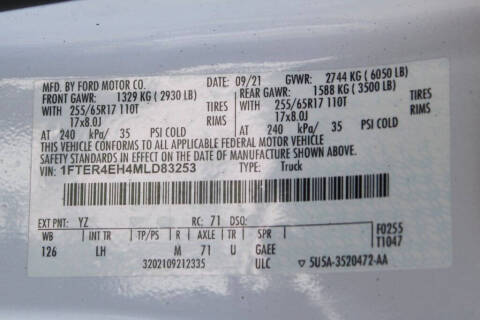 MFD. BY FORD MOTOR CO. DATE: 09/21 GVWR: 2744 KG ( 6050 LB)
FRONT GAWR: 1329 KG ( 2930 LB) REAR GAWR: 1588 KG ( 3500 LB)
WITH 255/65R17 110T TIRES WITH 255/65R17 110T TIRES
17x8.0J RIMS 17x8.0J RIMS
AT 240 kPa/ 35 PSI COLD AT 240 kPa/ 35 PSI COLD
THIS VEHICLE CONFORMS TO ALL APPLICABLE FEDERAL MOTOR VEHICLE
SAFETY AND THEFT PREVENTION STANDARDS IN EFFECT
ON THE DATE OF MANUFACTURE SHOWN ABOVE.
VIN: 1FTER4EH4MLD83253 TYPE: Truck
EXT PNT: YZ RC: 71 DSO:
WB INT TR TP/PS R AXLE TR SPR F0255
126 LH M 71 U GAEE T1047
3202109212335 ULC ▽ 5U5A-3520472-AA